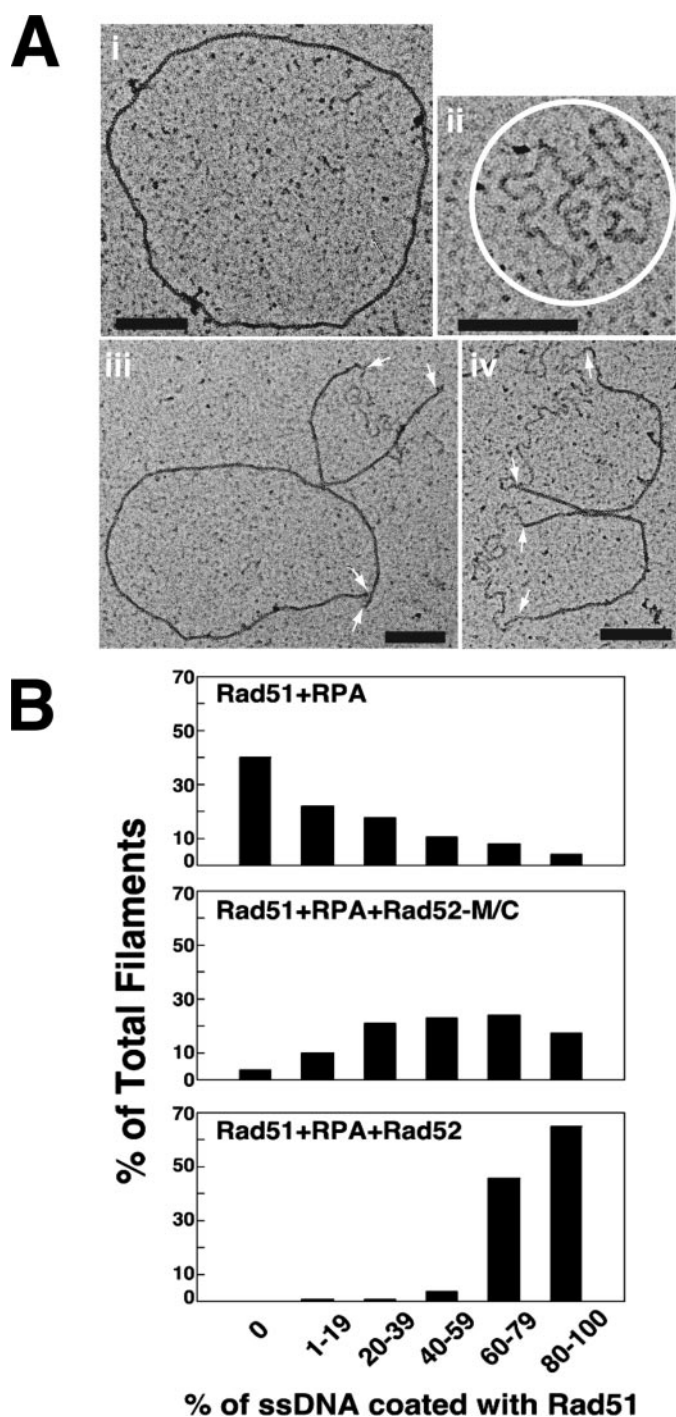 A
i
ii
iii
iv
B
70
50
30
10
0
Rad51+RPA
70
50
30
10
0
Rad51+RPA+Rad52-M/C
70
50
30
10
0
Rad51+RPA+Rad52
% of Total Filaments
0 1-19 20-39 40-59 60-79 80-100
% of ssDNA coated with Rad51